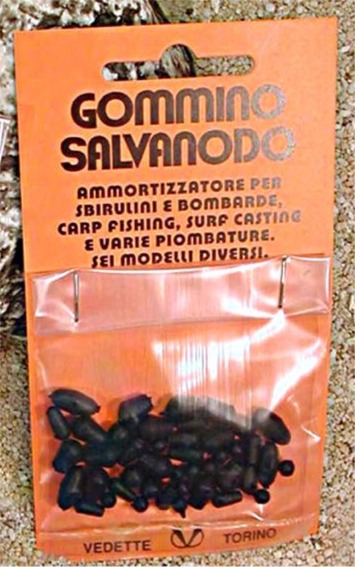 GOMMINO
SALVANODO
AMMORTIZZATORE PER
SBIRULINI E BOMBARDE,
CARP FISHING, SURF CASTING
E VARIE PIOMBATURE.
SEI MODELLI DIVERSI.
VEDETTE TORINO